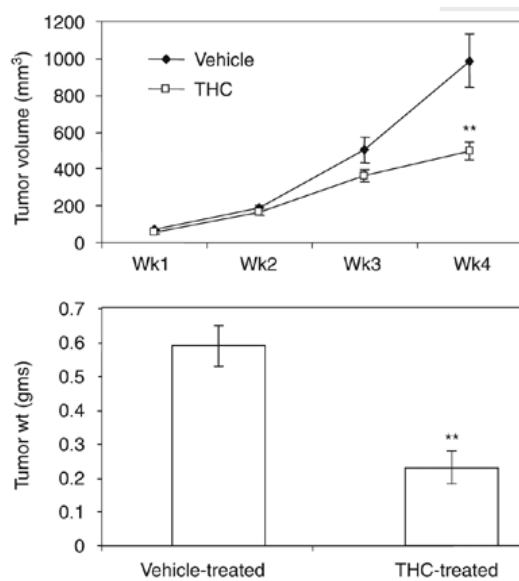 1200
1000
800
600
400
200
0
Tumor volume (mm³)
Vehicle
THC
**
Wk1 Wk2 Wk3 Wk4
0.7
0.6
0.5
0.4
0.3
0.2
0.1
0
Tumor wt (gms)
**
Vehicle-treated THC-treated